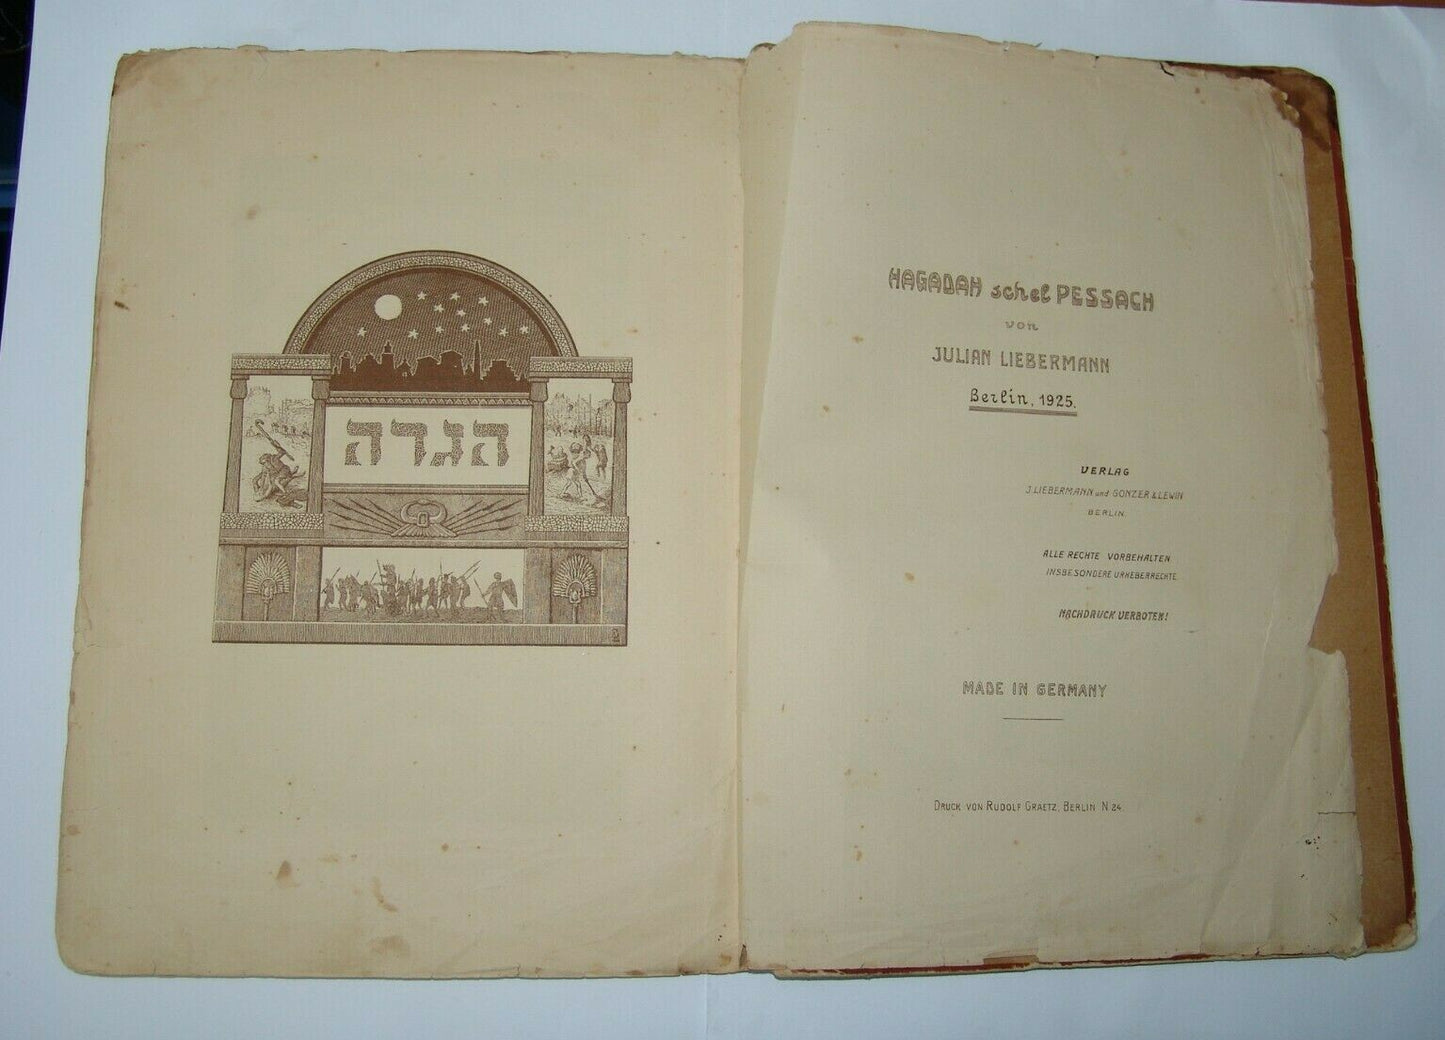 הגדה
HAGADAH schel PESSACH
von
JULIAN LIEBERMANN
Berlin, 1925.
VERLAG
J. LIEBERMANN und GONZER & LEWIN
BERLIN.
ALLE RECHTE VORBEHALTEN
INSBESONDERE URHEBERRECHTE
NACHDRUCK VERBOTEN!
MADE IN GERMANY
DRUCK VON RUDOLF GRAETZ, BERLIN N 24.